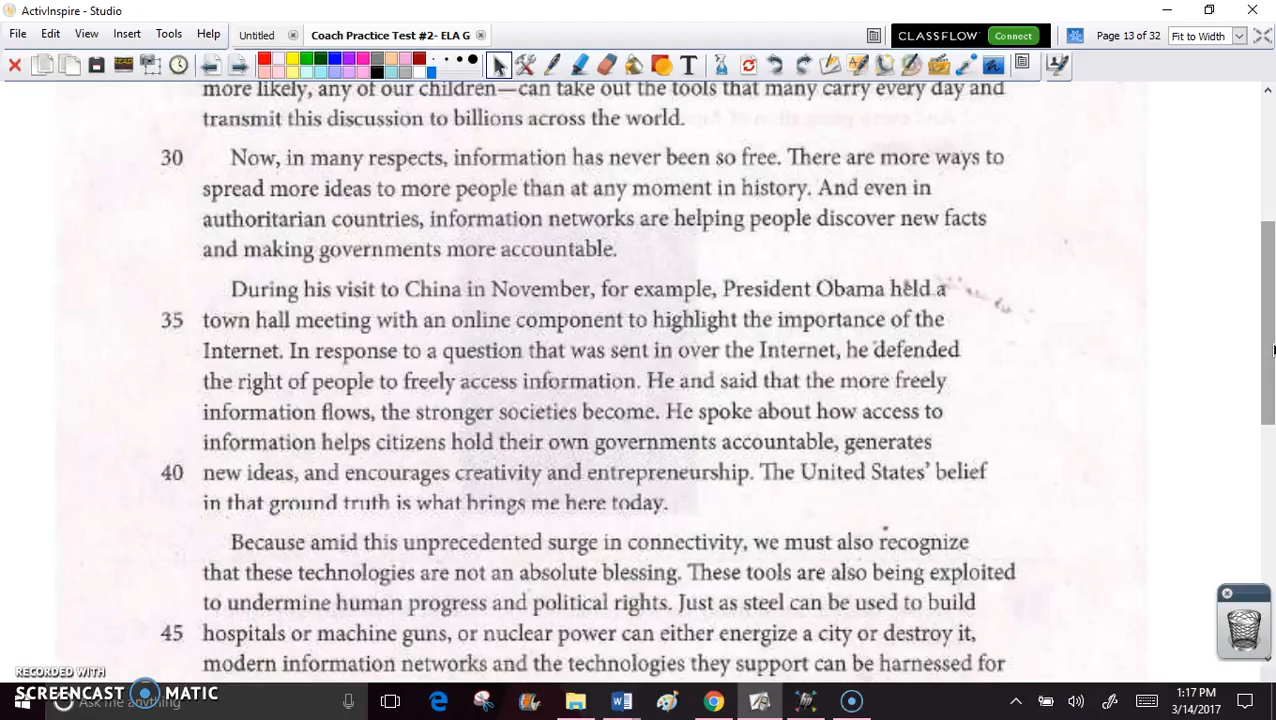 ActivInspire - Studio
File Edit View Insert Tools Help
Untitled
Coach Practice Test #2- ELA G
CLASSFLOW Connect
Page 13 of 32
Fit to Width
more likely, any of our children—can take out the tools that many carry every day and
transmit this discussion to billions across the world.
30 Now, in many respects, information has never been so free. There are more ways to
spread more ideas to more people than at any moment in history. And even in
authoritarian countries, information networks are helping people discover new facts
and making governments more accountable.
During his visit to China in November, for example, President Obama held a
35 town hall meeting with an online component to highlight the importance of the
Internet. In response to a question that was sent in over the Internet, he defended
the right of people to freely access information. He and said that the more freely
information flows, the stronger societies become. He spoke about how access to
information helps citizens hold their own governments accountable, generates
40 new ideas, and encourages creativity and entrepreneurship. The United States' belief
in that ground truth is what brings me here today.
Because amid this unprecedented surge in connectivity, we must also recognize
that these technologies are not an absolute blessing. These tools are also being exploited
to undermine human progress and political rights. Just as steel can be used to build
45 hospitals or machine guns, or nuclear power can either energize a city or destroy it,
modern information networks and the technologies they support can be harnessed for
RECORDED WITH
SCREENCAST MATIC
Ask me anything
1:17 PM
3/14/2017